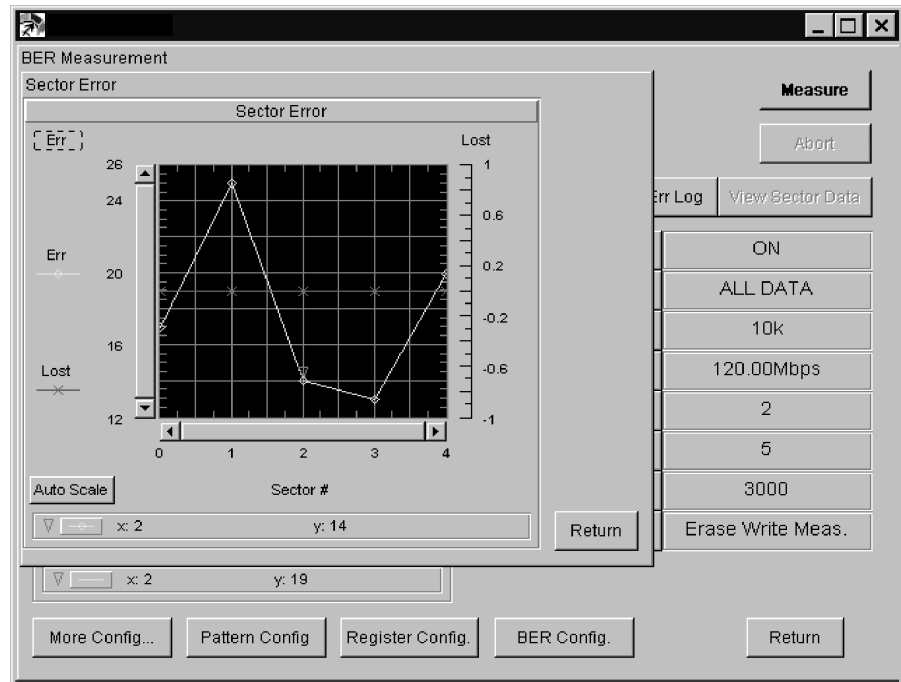 BER Measurement
Sector Error
Measure
Sector Error
Err
Lost
Abort
26
24
20
16
12
1
0.6
0.2
-0.2
-0.6
-1
Err
Lost
0 1 2 3 4
Auto Scale
Sector #
x: 2 y: 14
Return
Err Log
View Sector Data
ON
ALL DATA
10k
120.00Mbps
2
5
3000
Erase Write Meas.
x: 2 y: 19
More Config...
Pattern Config
Register Config.
BER Config.
Return